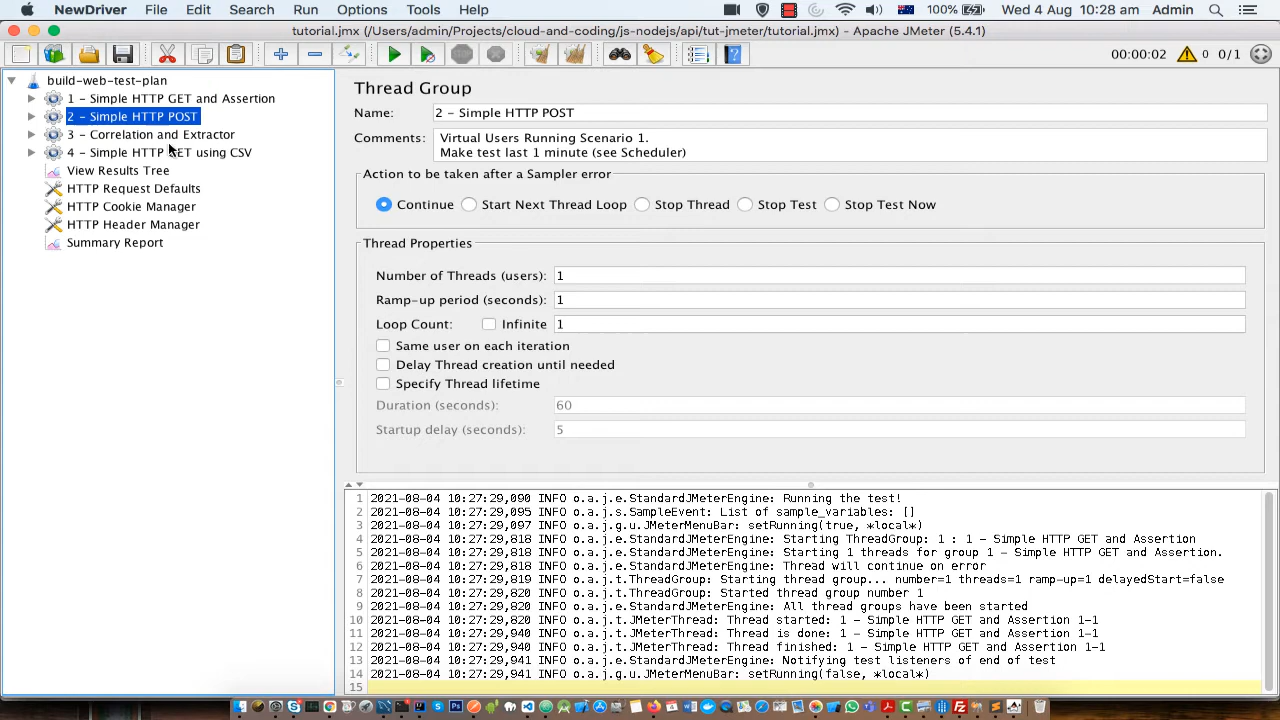 NewDriver File Edit Search Run Options Tools Help 100% Wed 4 Aug 10:28 am Admin
tutorial.jmx (/Users/admin/Projects/cloud-and-coding/js-nodejs/api/tut-jmeter/tutorial.jmx) - Apache JMeter (5.4.1)
00:00:02 0 0/1
build-web-test-plan
1 - Simple HTTP GET and Assertion
2 - Simple HTTP POST
3 - Correlation and Extractor
4 - Simple HTTP GET using CSV
View Results Tree
HTTP Request Defaults
HTTP Cookie Manager
HTTP Header Manager
Summary Report
Thread Group
Name: 2 - Simple HTTP POST
Comments: Virtual Users Running Scenario 1.
Make test last 1 minute (see Scheduler)
Action to be taken after a Sampler error
Continue Start Next Thread Loop Stop Thread Stop Test Stop Test Now
Thread Properties
Number of Threads (users): 1
Ramp-up period (seconds): 1
Loop Count: Infinite 1
Same user on each iteration
Delay Thread creation until needed
Specify Thread lifetime
Duration (seconds): 60
Startup delay (seconds): 5
1 2021-08-04 10:27:29,090 INFO o.a.j.e.StandardJMeterEngine: Running the test!
2 2021-08-04 10:27:29,095 INFO o.a.j.s.SampleEvent: List of sample_variables: []
3 2021-08-04 10:27:29,097 INFO o.a.j.g.u.JMeterMenuBar: setRunning(true, *local*)
4 2021-08-04 10:27:29,818 INFO o.a.j.e.StandardJMeterEngine: Starting ThreadGroup: 1 : 1 - Simple HTTP GET and Assertion
5 2021-08-04 10:27:29,818 INFO o.a.j.e.StandardJMeterEngine: Starting 1 threads for group 1 - Simple HTTP GET and Assertion.
6 2021-08-04 10:27:29,818 INFO o.a.j.e.StandardJMeterEngine: Thread will continue on error
7 2021-08-04 10:27:29,819 INFO o.a.j.t.ThreadGroup: Starting thread group... number=1 threads=1 ramp-up=1 delayedStart=false
8 2021-08-04 10:27:29,820 INFO o.a.j.t.ThreadGroup: Started thread group number 1
9 2021-08-04 10:27:29,820 INFO o.a.j.e.StandardJMeterEngine: All thread groups have been started
10 2021-08-04 10:27:29,820 INFO o.a.j.t.JMeterThread: Thread started: 1 - Simple HTTP GET and Assertion 1-1
11 2021-08-04 10:27:29,940 INFO o.a.j.t.JMeterThread: Thread is done: 1 - Simple HTTP GET and Assertion 1-1
12 2021-08-04 10:27:29,940 INFO o.a.j.t.JMeterThread: Thread finished: 1 - Simple HTTP GET and Assertion 1-1
13 2021-08-04 10:27:29,941 INFO o.a.j.e.StandardJMeterEngine: Notifying test listeners of end of test
14 2021-08-04 10:27:29,941 INFO o.a.j.g.u.JMeterMenuBar: setRunning(false, *local*)
15